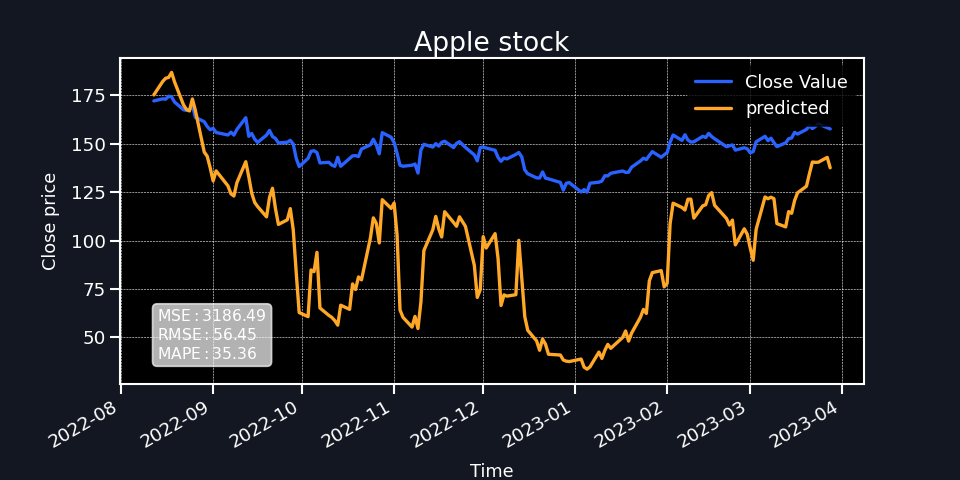 Apple stock
Close Value
predicted
175
150
125
100
75
50
Close price
MSE : 3186.49
RMSE : 56.45
MAPE : 35.36
2022-08
2022-09
2022-10
2022-11
2022-12
2023-01
2023-02
2023-03
2023-04
Time